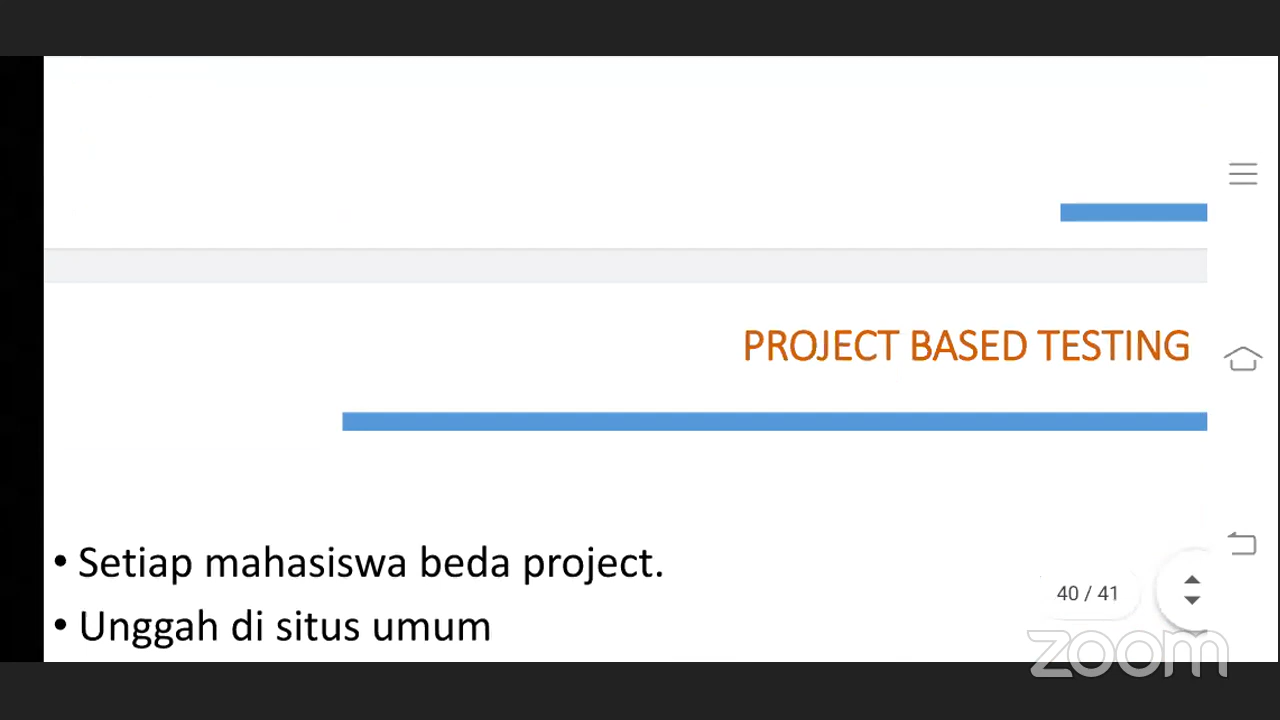 PROJECT BASED TESTING
• Setiap mahasiswa beda project.
• Unggah di situs umum
40 / 41
zoom